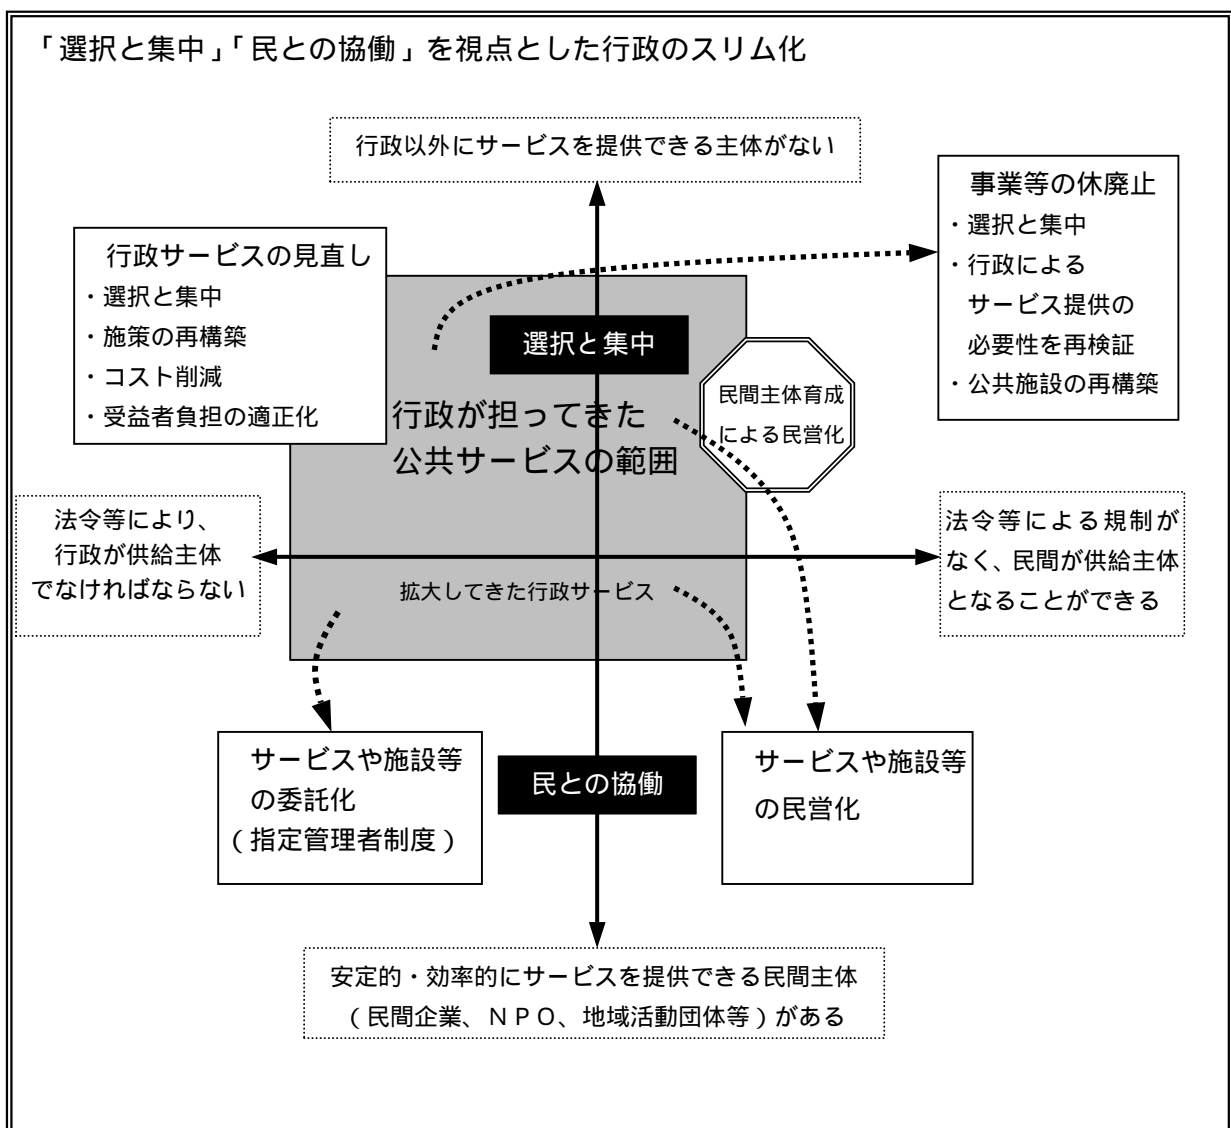 「選択と集中」「民との協働」を視点とした行政のスリム化
行政以外にサービスを提供できる主体がない
事業等の休廃止
・選択と集中
・行政による
サービス提供の
必要性を再検証
・公共施設の再構築
行政サービスの見直し
・選択と集中
・施策の再構築
・コスト削減
・受益者負担の適正化
選択と集中
民間主体育成
による民営化
行政が担ってきた
公共サービスの範囲
法令等により、
行政が供給主体
でなければならない
法令等による規制が
なく、民間が供給主体
となることができる
拡大してきた行政サービス
サービスや施設等
の委託化
(指定管理者制度)
民との協働
サービスや施設等
の民営化
安定的・効率的にサービスを提供できる民間主体
(民間企業、ＮＰＯ、地域活動団体等)がある